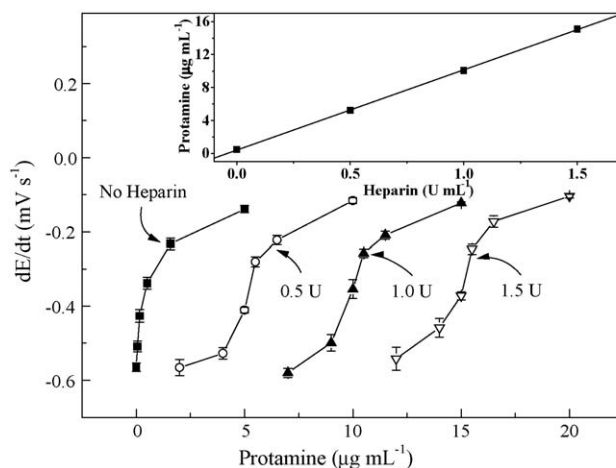 16
12
8
4
0
Protamine (µg mL⁻¹)
0.0 0.5 1.0 1.5
Heparin (U mL⁻¹)
0.2
0.0
-0.2
-0.4
-0.6
dE/dt (mV s⁻¹)
No Heparin
0.5 U
1.0 U
1.5 U
0 5 10 15 20
Protamine (µg mL⁻¹)